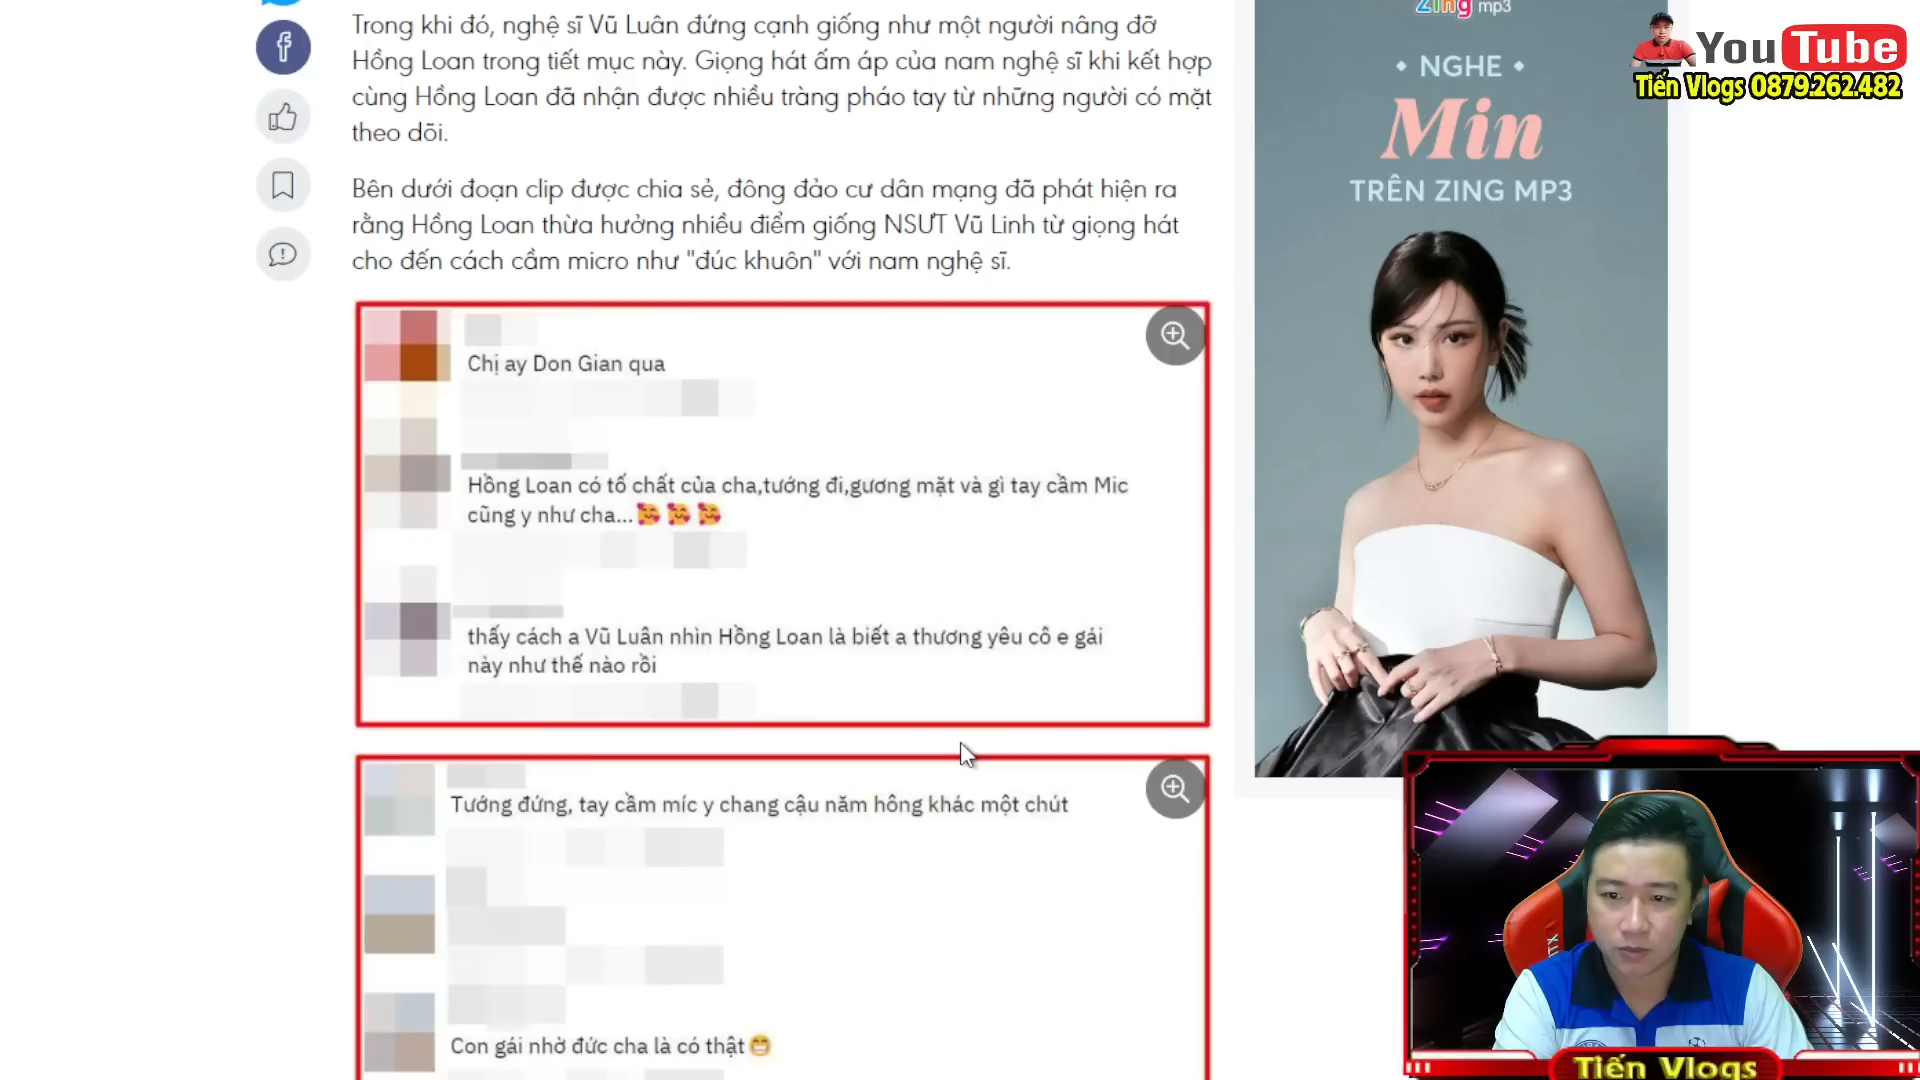 Trong khi đó, nghệ sĩ Vũ Luân đứng cạnh giống như một người nâng đỡ
Hồng Loan trong tiết mục này. Giọng hát ấm áp của nam nghệ sĩ khi kết hợp
cùng Hồng Loan đã nhận được nhiều tràng pháo tay từ những người có mặt
theo dõi.
Bên dưới đoạn clip được chia sẻ, đông đảo cư dân mạng đã phát hiện ra
rằng Hồng Loan thừa hưởng nhiều điểm giống NSƯT Vũ Linh từ giọng hát
cho đến cách cầm micro như "đúc khuôn" với nam nghệ sĩ.
Chị ay Don Gian qua
Hồng Loan có tố chất của cha,tướng đi,gương mặt và gì tay cầm Mic
cũng y như cha...🥰 🥰 🥰
thấy cách a Vũ Luân nhìn Hồng Loan là biết a thương yêu cô e gái
này như thế nào rồi
Tướng đứng, tay cầm míc y chang cậu năm hông khác một chút
Con gái nhờ đức cha là có thật😁
Zing mp3
• NGHE •
Min
TRÊN ZING MP3
YouTube
Tiến Vlogs 0879.262.482
XTX
Tiến Vlogs